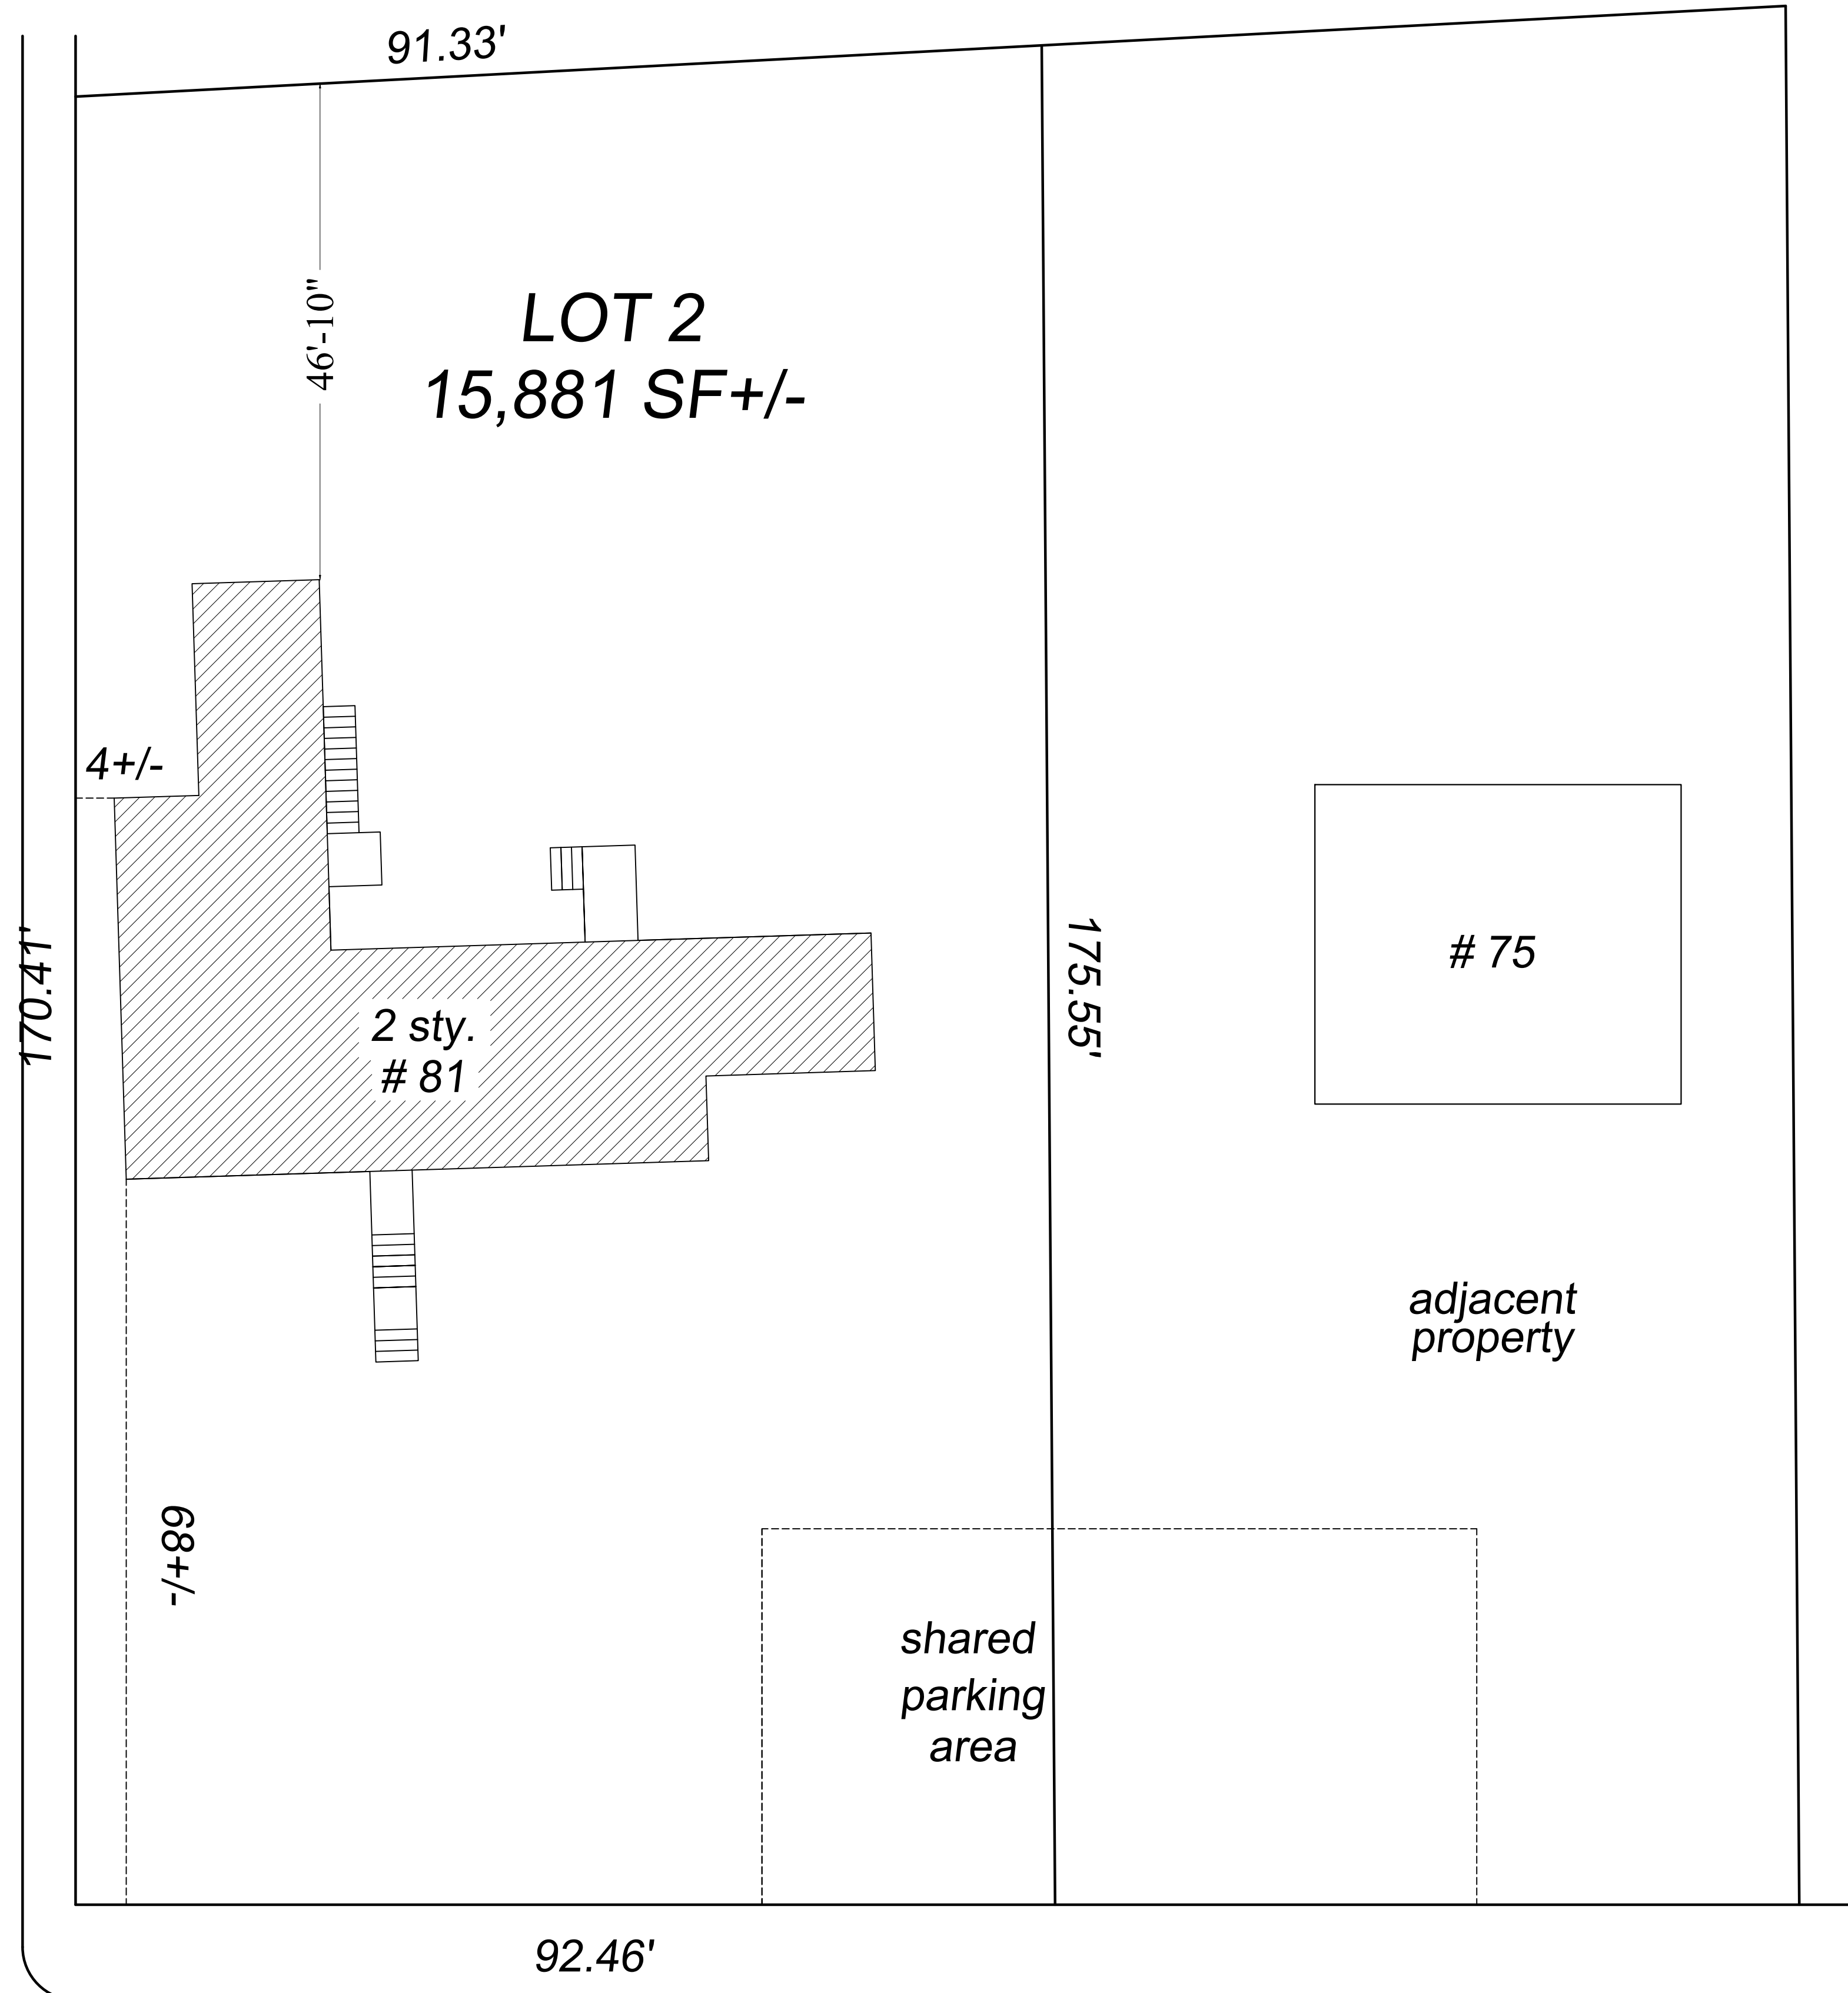 91.33'
46'-10"
LOT 2
15,881 SF+/-
4+/-
170.41'
175.55'
# 75
2 sty.
# 81
adjacent
property
68+/-
shared
parking
area
92.46'